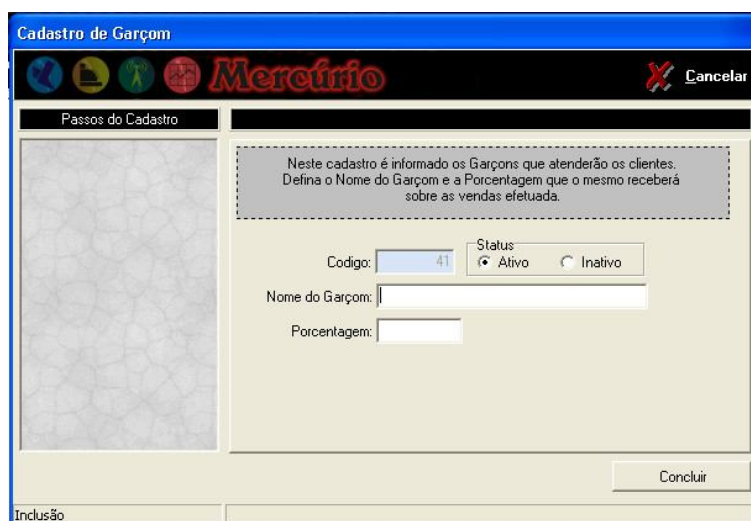 Cadastro de Garçom
Mercúrio
Cancelar
Passos do Cadastro
Neste cadastro é informado os Garçons que atenderão os clientes.
Defina o Nome do Garçom e a Porcentagem que o mesmo receberá
sobre as vendas efetuada.
Status
Codigo: 41 Ativo Inativo
Nome do Garçom:
Porcentagem:
Concluir
Inclusão